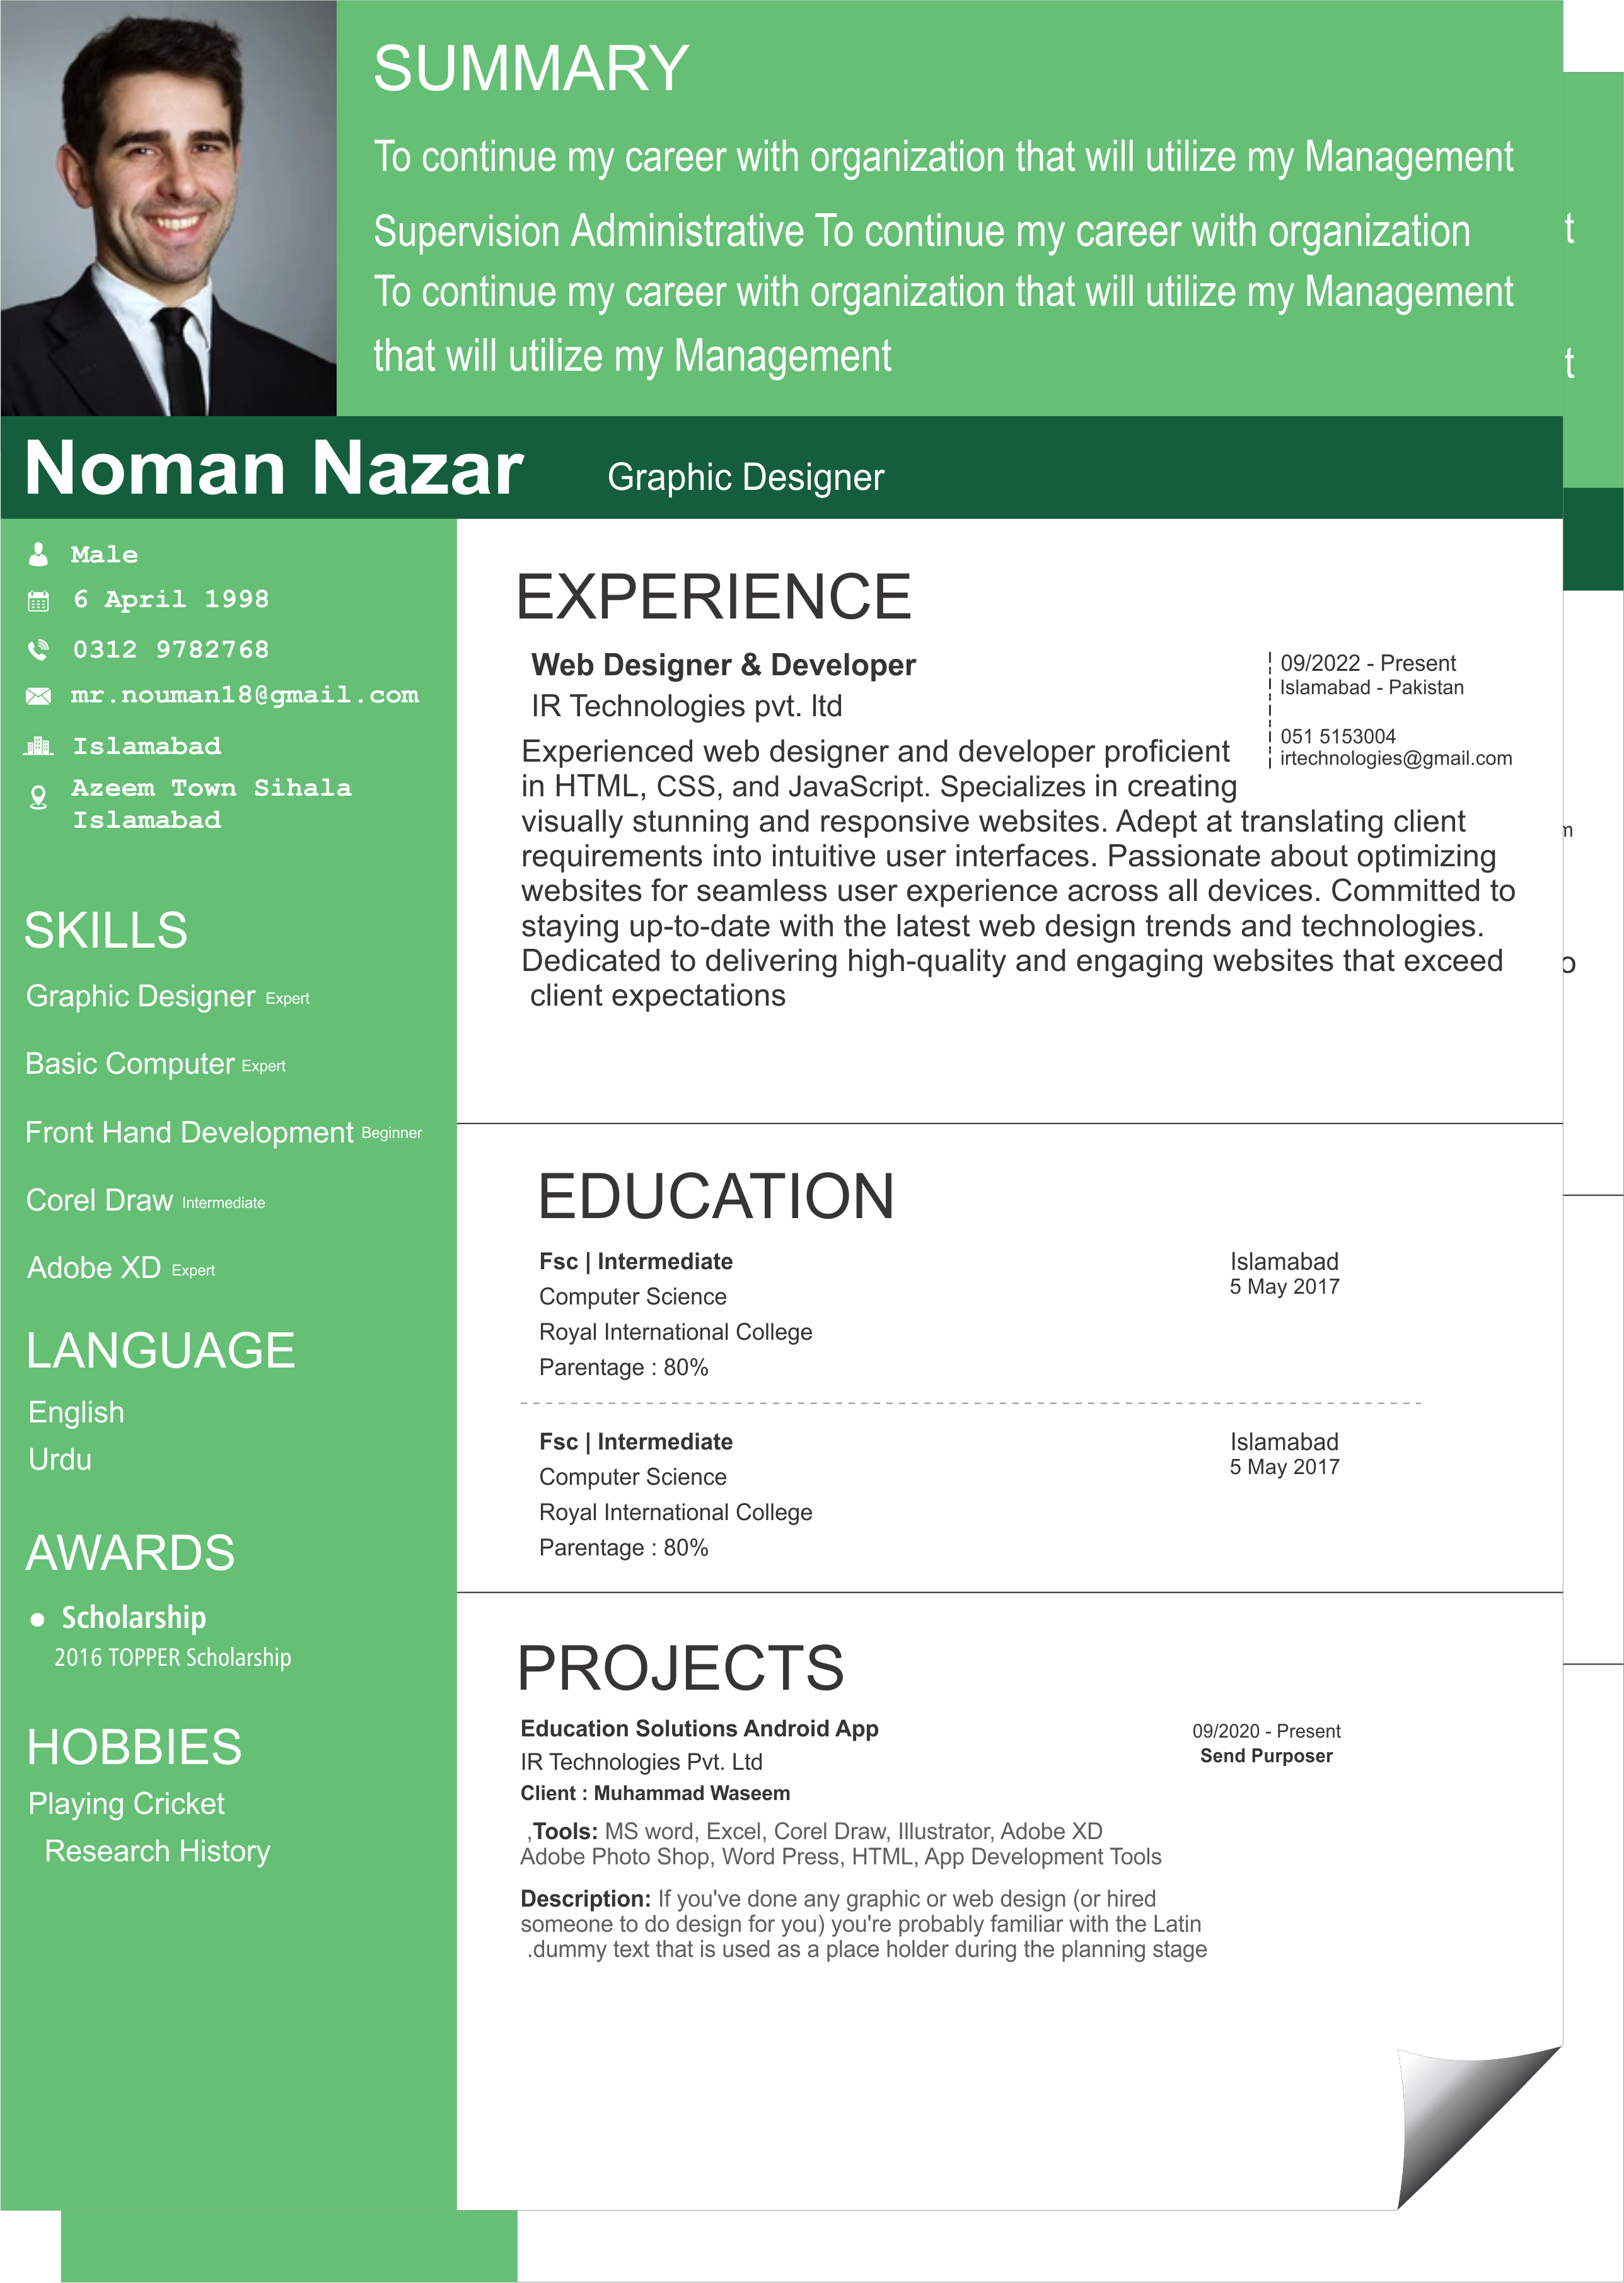 SUMMARY
To continue my career with organization that will utilize my Management
Supervision Administrative To continue my career with organization
To continue my career with organization that will utilize my Management
that will utilize my Management
t
t
Noman Nazar
Graphic Designer
Male
6 April 1998
0312 9782768
mr.nouman18@gmail.com
Islamabad
Azeem Town Sihala
Islamabad
SKILLS
Graphic Designer Expert
Basic Computer Expert
Front Hand Development Beginner
Corel Draw Intermediate
Adobe XD Expert
LANGUAGE
English
Urdu
AWARDS
● Scholarship
2016 TOPPER Scholarship
HOBBIES
Playing Cricket
Research History
EXPERIENCE
Web Designer & Developer
IR Technologies pvt. ltd
09/2022 - Present
Islamabad - Pakistan
051 5153004
irtechnologies@gmail.com
Experienced web designer and developer proficient
in HTML, CSS, and JavaScript. Specializes in creating
visually stunning and responsive websites. Adept at translating client
requirements into intuitive user interfaces. Passionate about optimizing
websites for seamless user experience across all devices. Committed to
staying up-to-date with the latest web design trends and technologies.
Dedicated to delivering high-quality and engaging websites that exceed
client expectations
m
o
EDUCATION
Fsc | Intermediate
Computer Science
Royal International College
Parentage : 80%
Islamabad
5 May 2017
Fsc | Intermediate
Computer Science
Royal International College
Parentage : 80%
Islamabad
5 May 2017
PROJECTS
Education Solutions Android App
IR Technologies Pvt. Ltd
Client : Muhammad Waseem
09/2020 - Present
Send Purposer
,Tools: MS word, Excel, Corel Draw, Illustrator, Adobe XD
Adobe Photo Shop, Word Press, HTML, App Development Tools
Description: If you've done any graphic or web design (or hired
someone to do design for you) you're probably familiar with the Latin
.dummy text that is used as a place holder during the planning stage